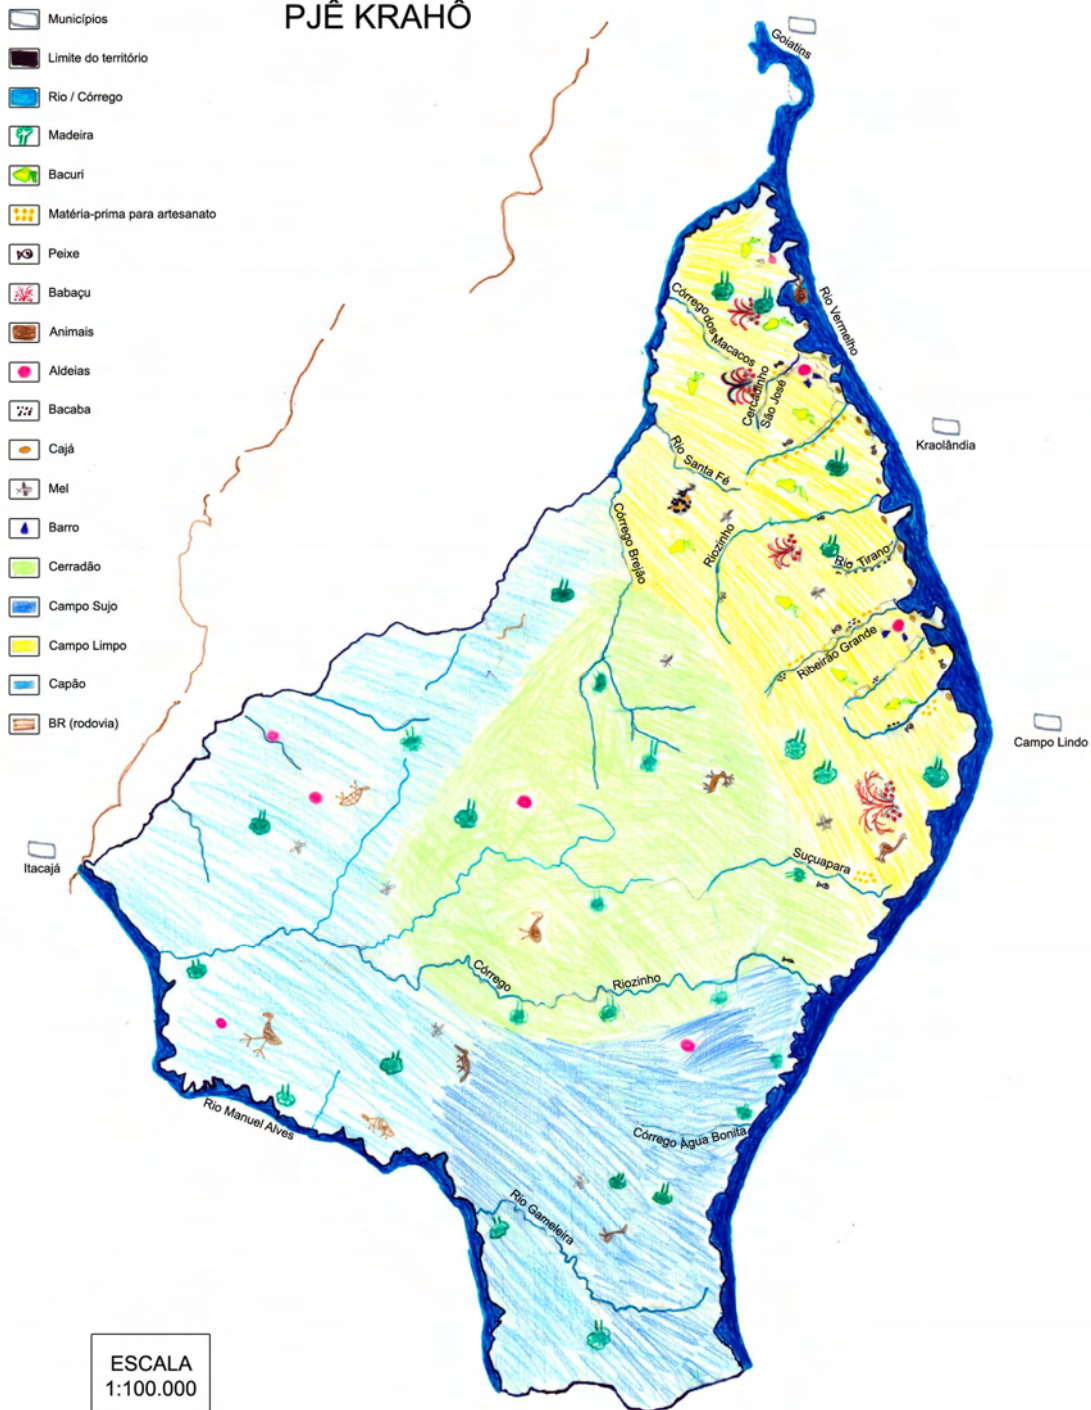 PJÊ KRAHÔ
Municípios
Limite do território
Rio / Córrego
Madeira
Bacuri
Matéria-prima para artesanato
Peixe
Babaçu
Animais
Aldeias
Bacaba
Cajá
Mel
Barro
Cerradão
Campo Sujo
Campo Limpo
Capão
BR (rodovia)
Goiatins
Rio Vermelho
Córrego dos Macacos
Cercadinho
São José
Kraolândia
Rio Santa Fé
Córrego Brejão
Riozinho
Rio Tirano
Ribeirão Grande
Campo Lindo
Itacajá
Suçuapara
Córrego
Riozinho
Rio Manuel Alves
Córrego Água Bonita
Rio Gameleira
ESCALA
1:100.000